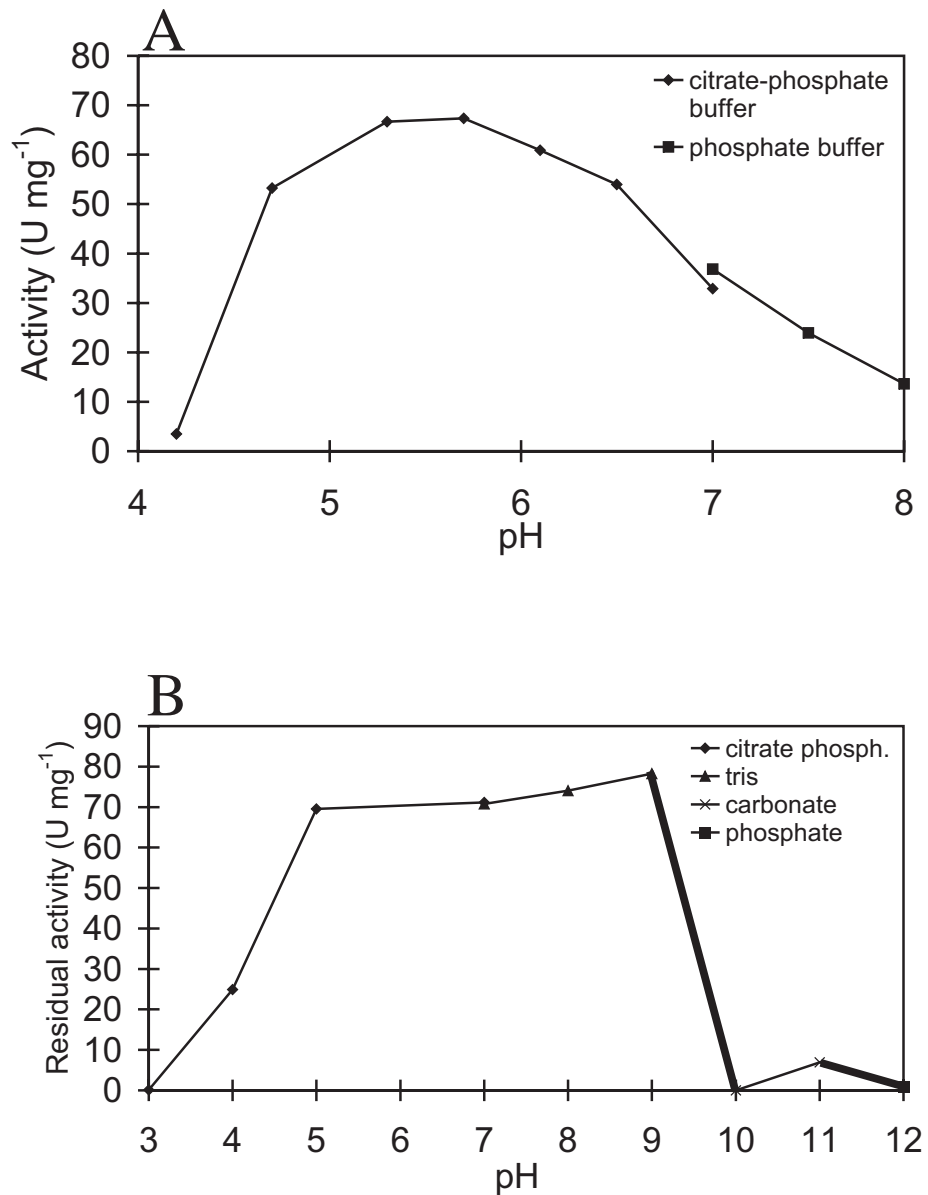 A
80
70
60
50
40
30
20
10
0
Activity (U mg-1)
citrate-phosphate
buffer
phosphate buffer
4 5 6 7 8
pH
B
90
80
70
60
50
40
30
20
10
0
Residual activity (U mg-1)
citrate phosph.
tris
carbonate
phosphate
3 4 5 6 7 8 9 10 11 12
pH